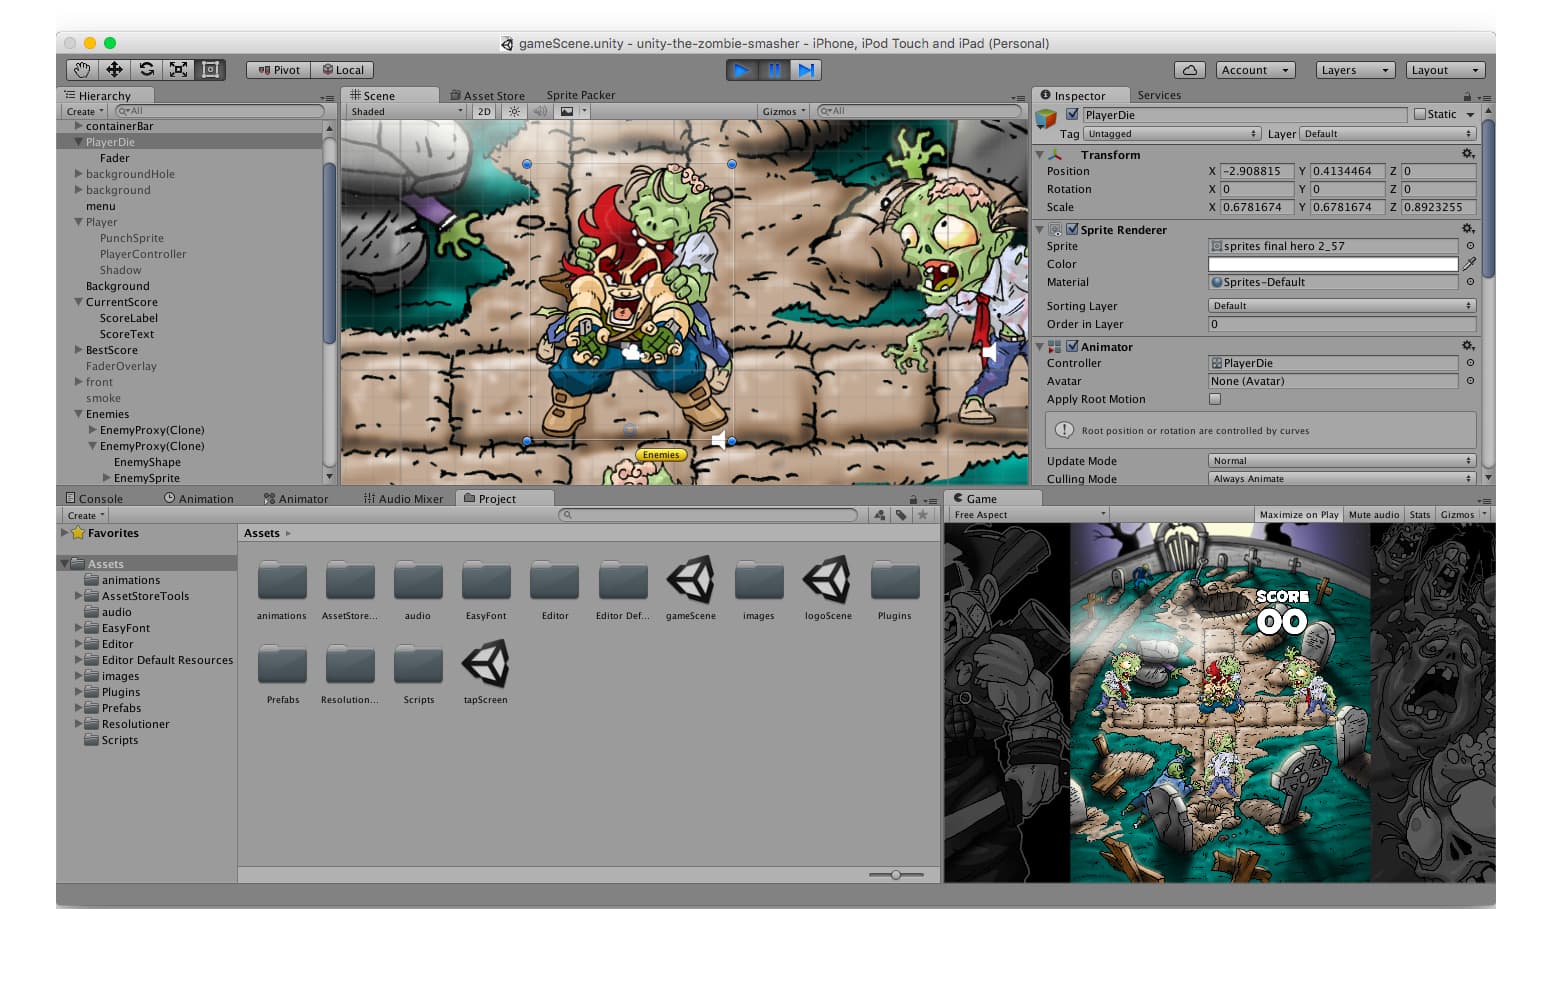 gameScene.unity - unity-the-zombie-smasher - iPhone, iPod Touch and iPad (Personal)
Pivot Local Account Layers Layout
Hierarchy
Create All
containerBar
PlayerDie
Fader
backgroundHole
background
menu
Player
PunchSprite
PlayerController
Shadow
Background
CurrentScore
ScoreLabel
ScoreText
BestScore
FaderOverlay
front
smoke
Enemies
EnemyProxy(Clone)
EnemyProxy(Clone)
EnemyShape
EnemySprite
Scene Asset Store Sprite Packer
Shaded 2D Gizmos All
Enemies
Inspector Services
PlayerDie Static
Tag Untagged Layer Default
Transform
Position X -2.908815 Y 0.4134464 Z 0
Rotation X 0 Y 0 Z 0
Scale X 0.6781674 Y 0.6781674 Z 0.8923255
Sprite Renderer
Sprite sprites final hero 2_57
Color
Material Sprites-Default
Sorting Layer Default
Order in Layer 0
Animator
Controller PlayerDie
Avatar None (Avatar)
Apply Root Motion
Root position or rotation are controlled by curves
Update Mode Normal
Culling Mode Always Animate
Console Animation Animator Audio Mixer Project
Create
Favorites
Assets
animations
AssetStoreTools
audio
EasyFont
Editor
Editor Default Resources
images
Plugins
Prefabs
Resolutioner
Scripts
Assets
animations AssetStore... audio EasyFont Editor Editor Def... gameScene images logoScene Plugins
Prefabs Resolution... Scripts tapScreen
Game
Free Aspect Maximize on Play Mute audio Stats Gizmos
SCORE
00